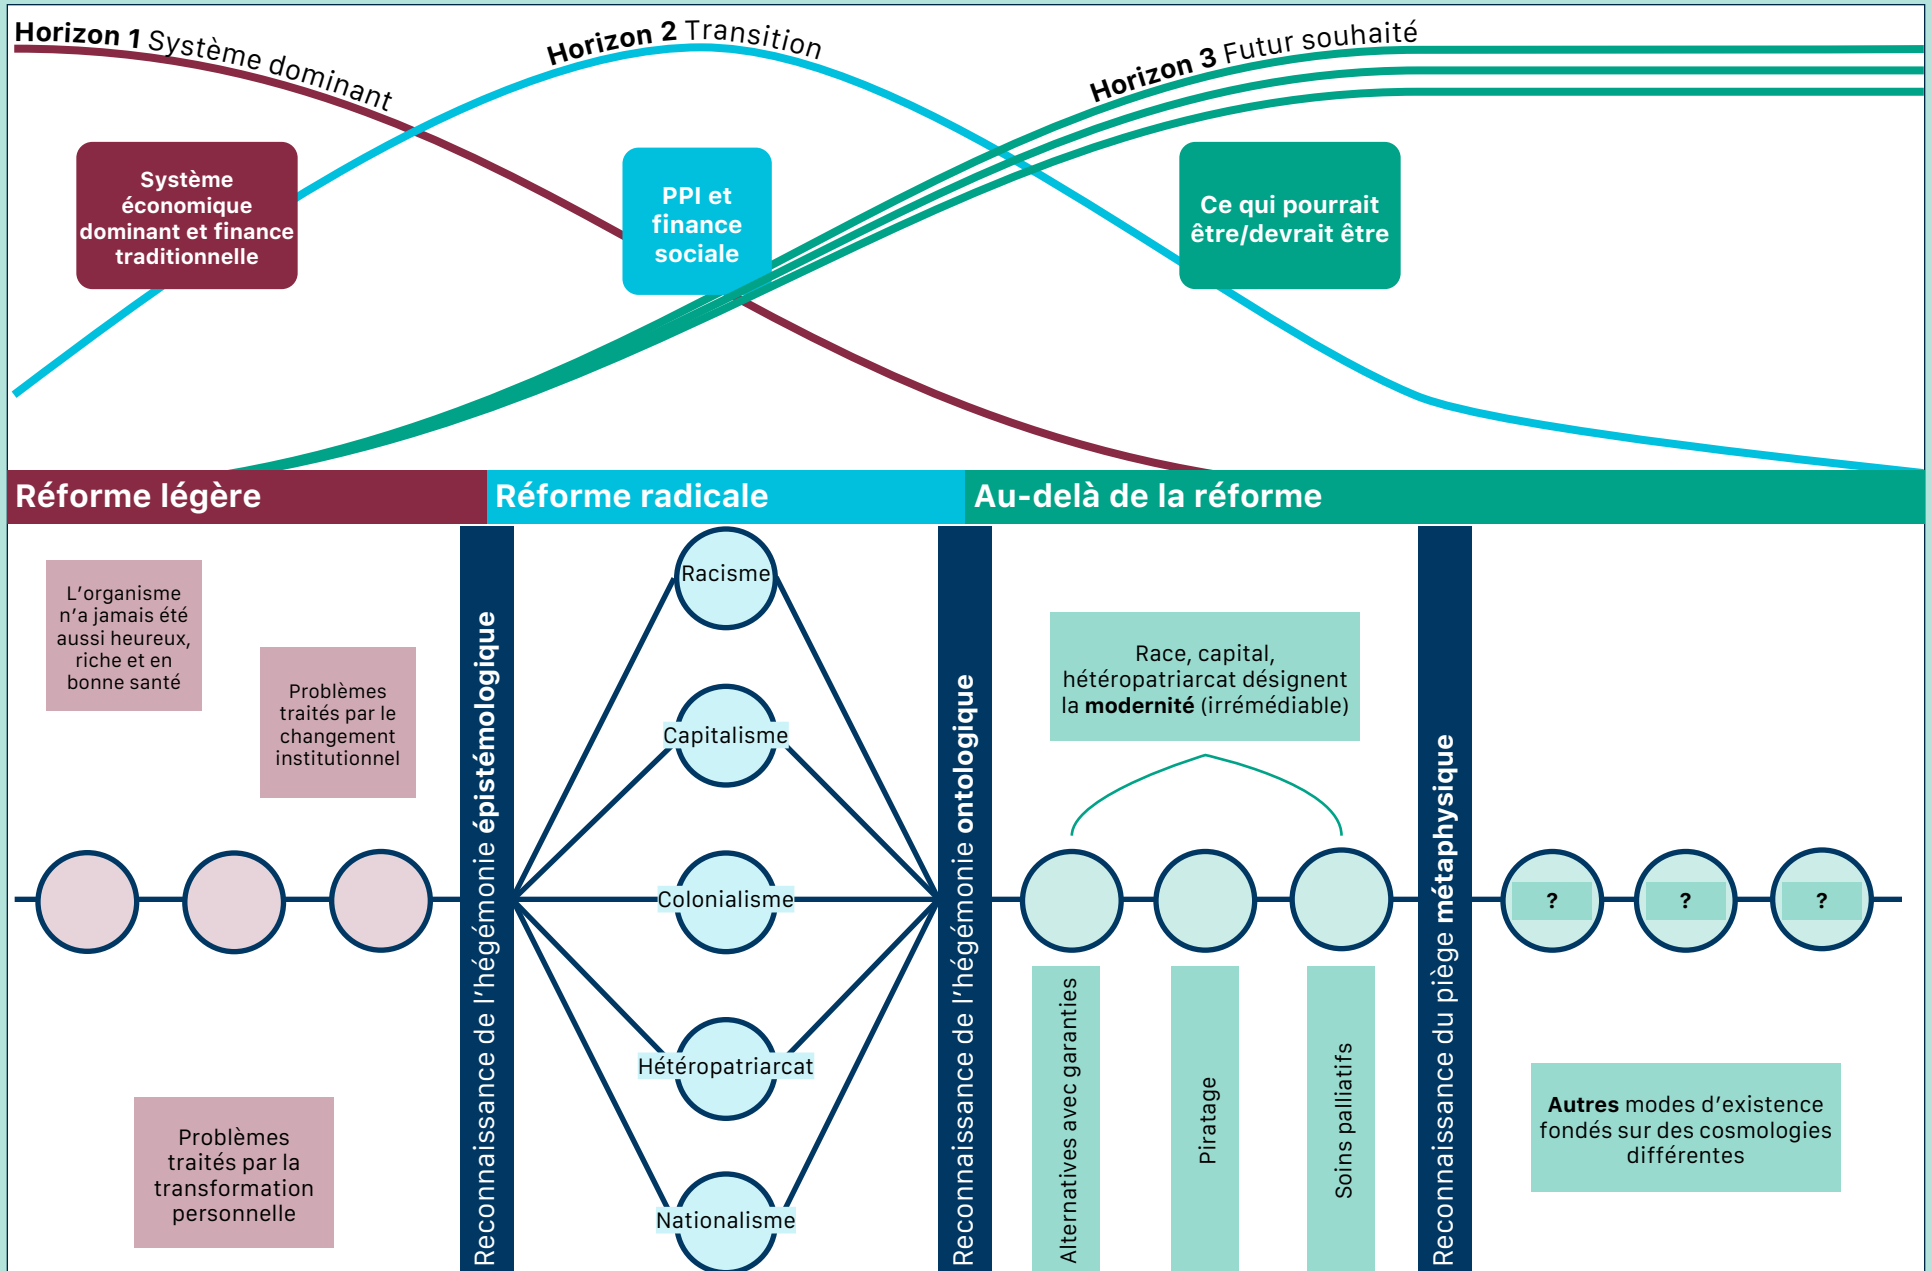 Horizon 1 Système dominant
Horizon 2 Transition
Horizon 3 Futur souhaité
Système
économique
dominant et finance
traditionnelle
PPI et
finance
sociale
Ce qui pourrait
être/devrait être
Réforme légère
Réforme radicale
Au-delà de la réforme
L'organisme
n'a jamais été
aussi heureux,
riche et en
bonne santé
Problèmes
traités par le
changement
institutionnel
Problèmes
traités par la
transformation
personnelle
Reconnaissance de l'hégémonie épistémologique
Racisme
Capitalisme
Colonialisme
Hétéropatriarcat
Nationalisme
Reconnaissance de l'hégémonie ontologique
Race, capital,
hétéropatriarcat désignent
la modernité (irrémédiable)
Alternatives avec garanties
Piratage
Soins palliatifs
Reconnaissance du piège métaphysique
?
?
?
Autres modes d'existence
fondés sur des cosmologies
différentes